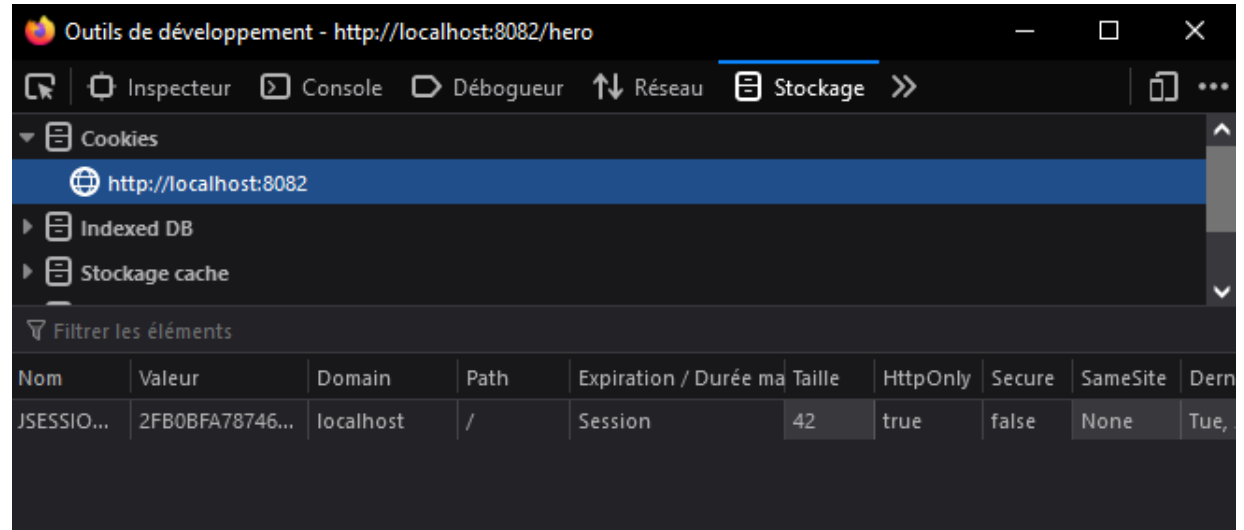 Outils de développement - http://localhost:8082/hero
Inspecteur Console Débogueur Réseau Stockage
Cookies
http://localhost:8082
Indexed DB
Stockage cache
Filtrer les éléments
Nom Valeur Domain Path Expiration / Durée ma Taille HttpOnly Secure SameSite Dern
JSESSIO... 2FB0BFA78746... localhost / Session 42 true false None Tue,